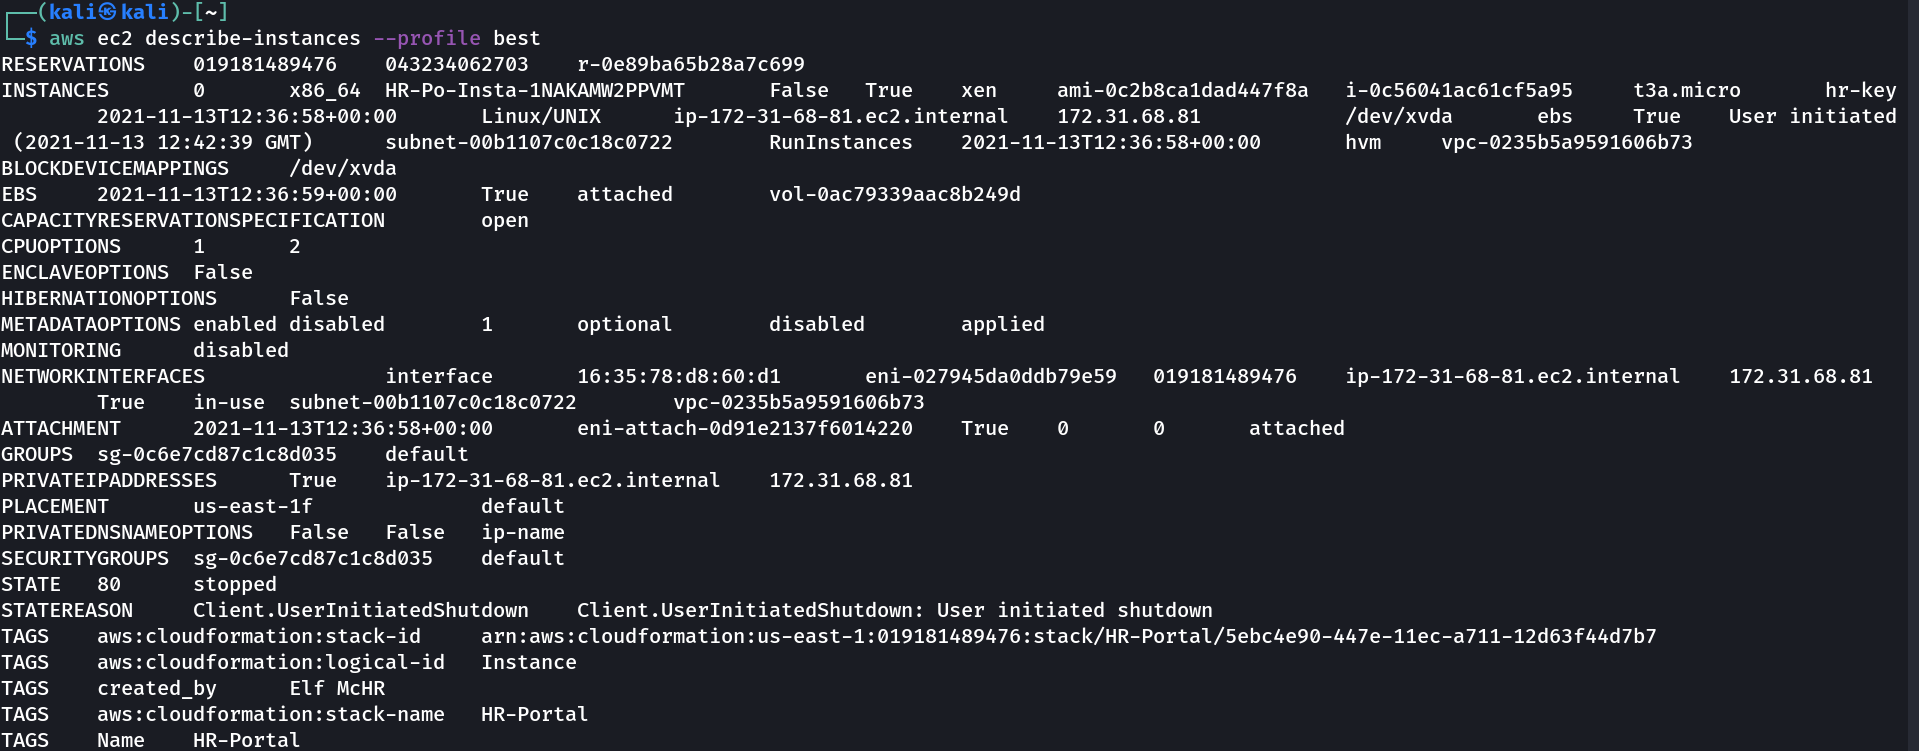 ┌──(kali㉿kali)-[~]
└─$ aws ec2 describe-instances --profile best
RESERVATIONS    019181489476    043234062703    r-0e89ba65b28a7c699
INSTANCES       0       x86_64  HR-Po-Insta-1NAKAMW2PPVMT       False   True    xen     ami-0c2b8ca1dad447f8a   i-0c56041ac61cf5a95     t3a.micro       hr-key
        2021-11-13T12:36:58+00:00       Linux/UNIX      ip-172-31-68-81.ec2.internal    172.31.68.81            /dev/xvda       ebs     True    User initiated
 (2021-11-13 12:42:39 GMT)      subnet-00b1107c0c18c0722        RunInstances    2021-11-13T12:36:58+00:00       hvm     vpc-0235b5a9591606b73
BLOCKDEVICEMAPPINGS     /dev/xvda
EBS     2021-11-13T12:36:59+00:00       True    attached        vol-0ac79339aac8b249d
CAPACITYRESERVATIONSPECIFICATION        open
CPUOPTIONS      1       2
ENCLAVEOPTIONS  False
HIBERNATIONOPTIONS      False
METADATAOPTIONS enabled disabled        1       optional        disabled        applied
MONITORING      disabled
NETWORKINTERFACES               interface       16:35:78:d8:60:d1       eni-027945da0ddb79e59   019181489476    ip-172-31-68-81.ec2.internal    172.31.68.81
        True    in-use  subnet-00b1107c0c18c0722        vpc-0235b5a9591606b73
ATTACHMENT      2021-11-13T12:36:58+00:00       eni-attach-0d91e2137f6014220    True    0       0       attached
GROUPS  sg-0c6e7cd87c1c8d035    default
PRIVATEIPADDRESSES      True    ip-172-31-68-81.ec2.internal    172.31.68.81
PLACEMENT       us-east-1f              default
PRIVATEDNSNAMEOPTIONS   False   False   ip-name
SECURITYGROUPS  sg-0c6e7cd87c1c8d035    default
STATE   80      stopped
STATEREASON     Client.UserInitiatedShutdown    Client.UserInitiatedShutdown: User initiated shutdown
TAGS    aws:cloudformation:stack-id     arn:aws:cloudformation:us-east-1:019181489476:stack/HR-Portal/5ebc4e90-447e-11ec-a711-12d63f44d7b7
TAGS    aws:cloudformation:logical-id   Instance
TAGS    created_by      Elf McHR
TAGS    aws:cloudformation:stack-name   HR-Portal
TAGS    Name    HR-Portal